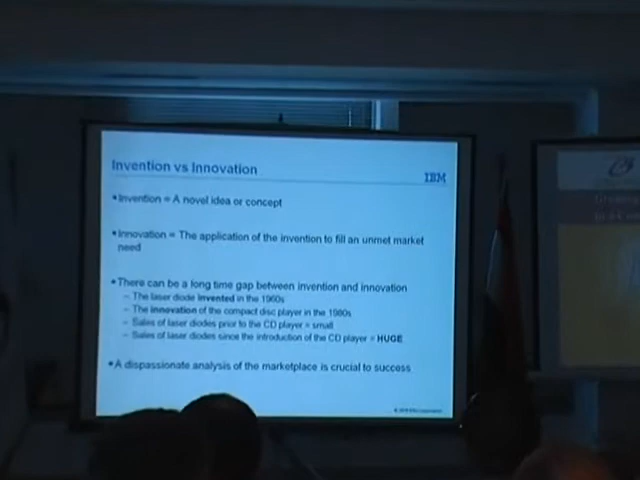 Invention vs Innovation
IBM
•Invention = A novel idea or concept
•Innovation = The application of the invention to fill an unmet market
need
•There can be a long time gap between invention and innovation
– The laser diode invented in the 1960s
– The innovation of the compact disc player in the 1980s
– Sales of laser diodes prior to the CD player = small
– Sales of laser diodes since the introduction of the CD player = HUGE
•A dispassionate analysis of the marketplace is crucial to success